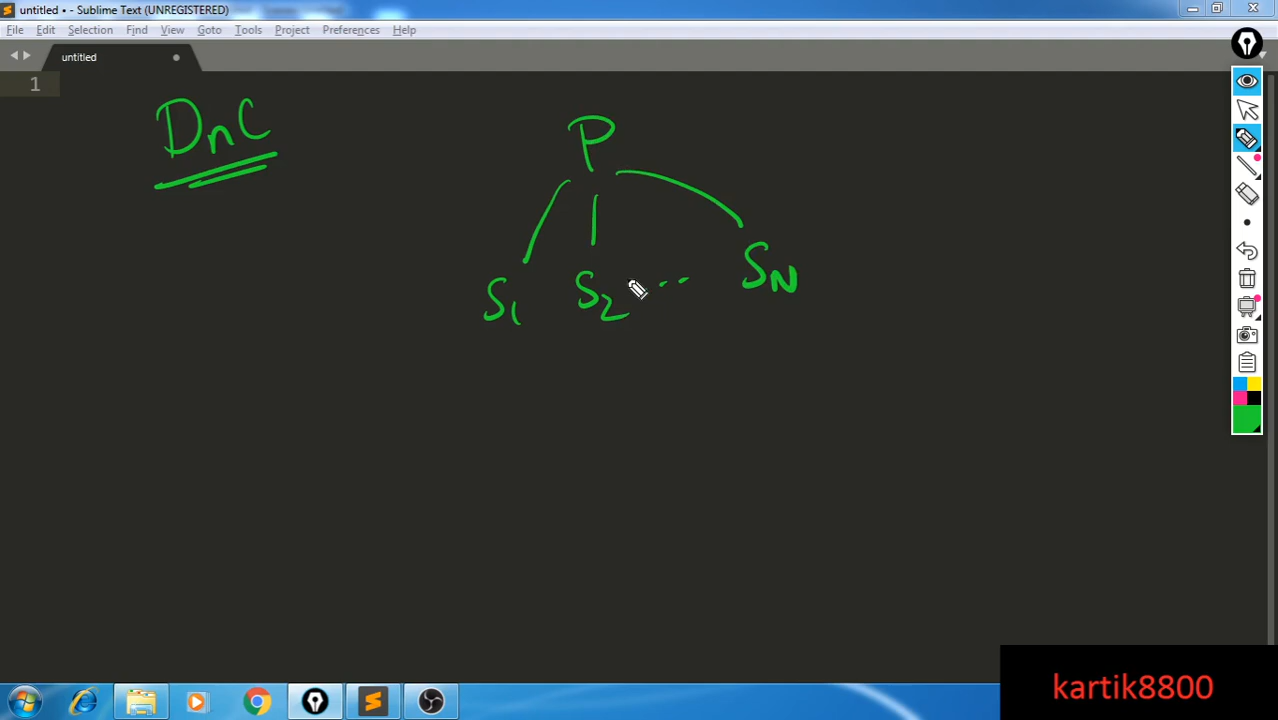 untitled • - Sublime Text (UNREGISTERED)
File Edit Selection Find View Goto Tools Project Preferences Help
untitled
1
DnC
P
S1 S2 ... SN
kartik8800